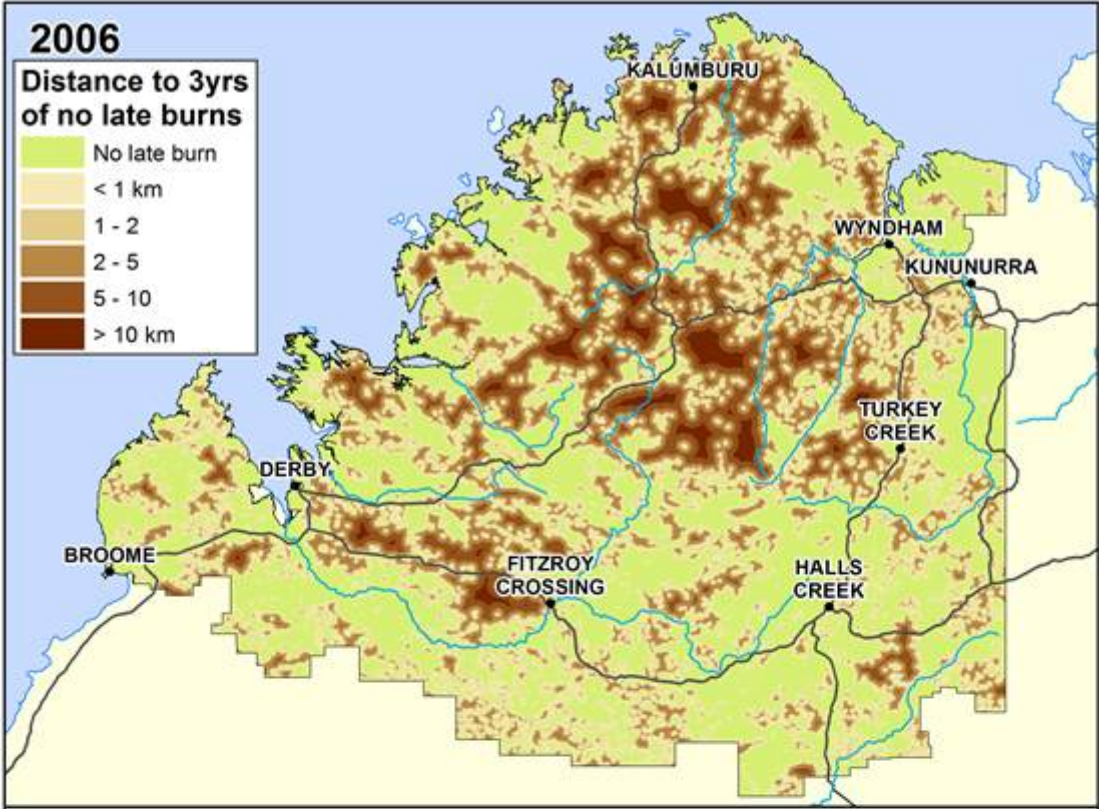 2006
Distance to 3yrs
of no late burns
No late burn
< 1 km
1 - 2
2 - 5
5 - 10
> 10 km
KALUMBURU
WYNDHAM
KUNUNURRA
TURKEY
CREEK
DERBY
BROOME
FITZROY
CROSSING
HALLS
CREEK